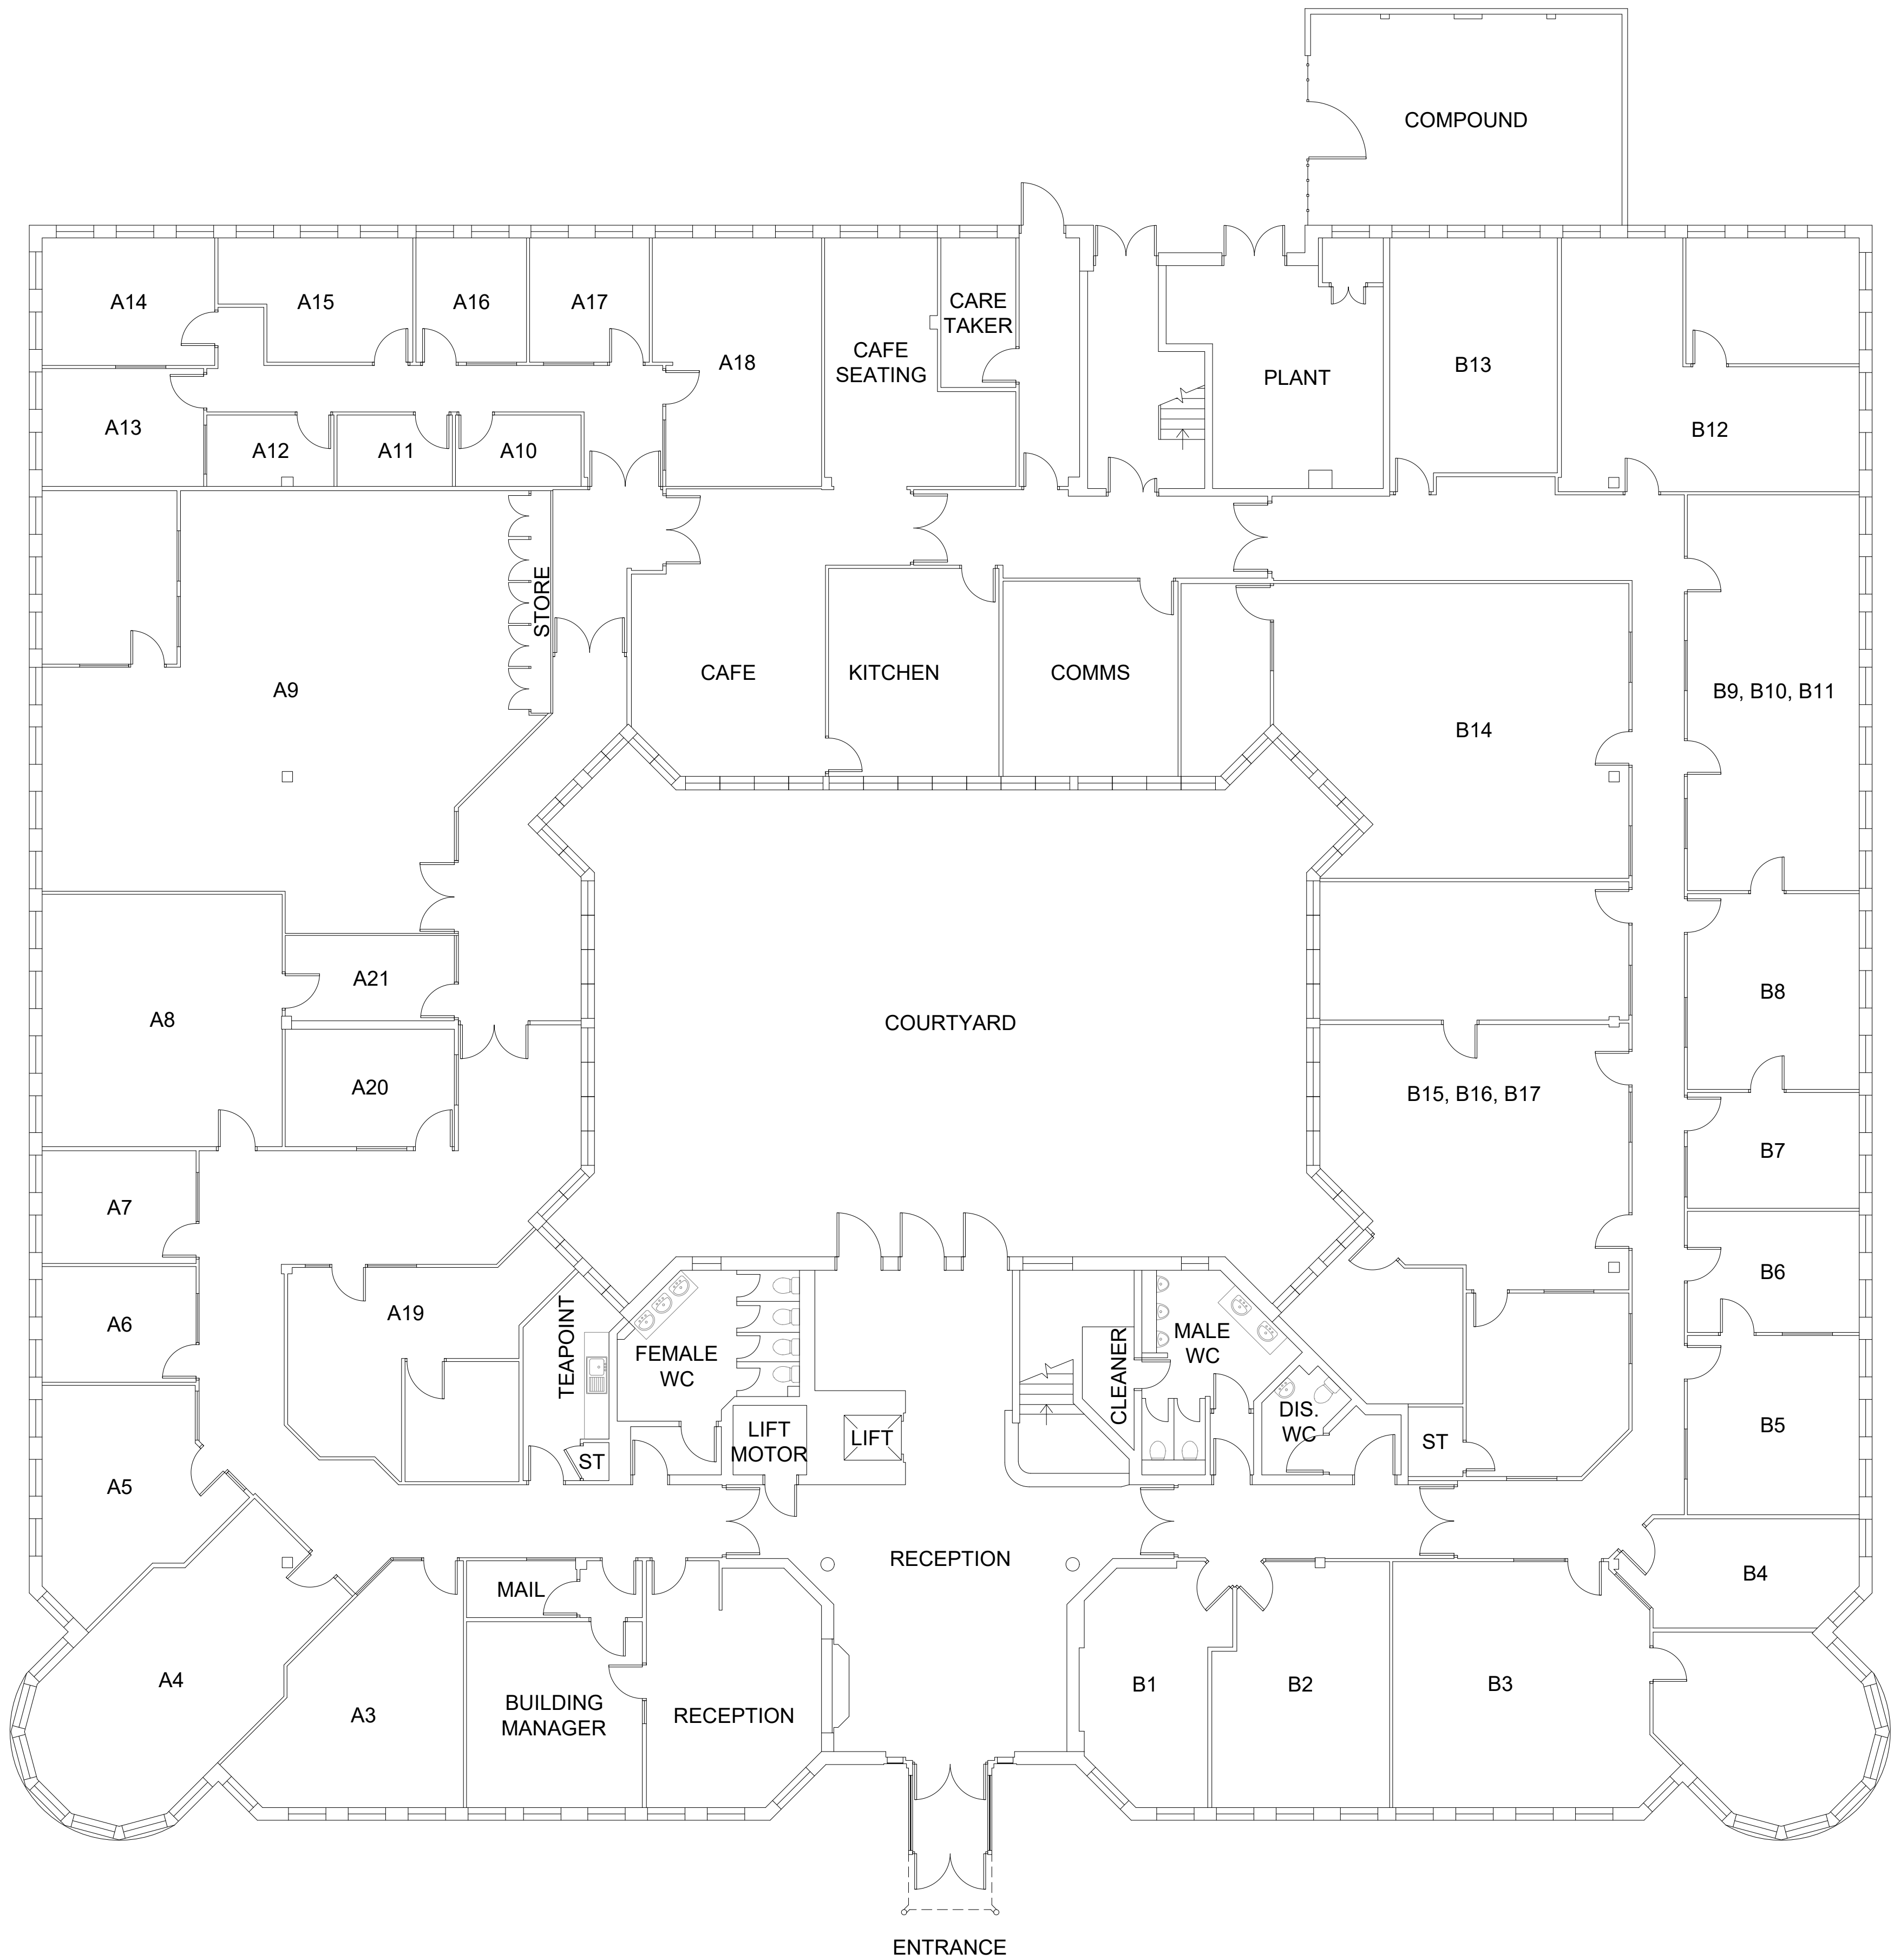 COMPOUND
A14
A15
A16
A17
A18
CAFE
SEATING
CARE
TAKER
PLANT
B13
B12
A13
A12
A11
A10
STORE
A9
CAFE
KITCHEN
COMMS
B14
B9, B10, B11
A21
A8
A20
COURTYARD
B8
B15, B16, B17
B7
A7
A6
A19
TEAPOINT
FEMALE
WC
CLEANER
MALE
WC
B6
A5
ST
LIFT
MOTOR
LIFT
DIS.
WC
ST
B5
MAIL
RECEPTION
B4
A4
A3
BUILDING
MANAGER
RECEPTION
B1
B2
B3
ENTRANCE